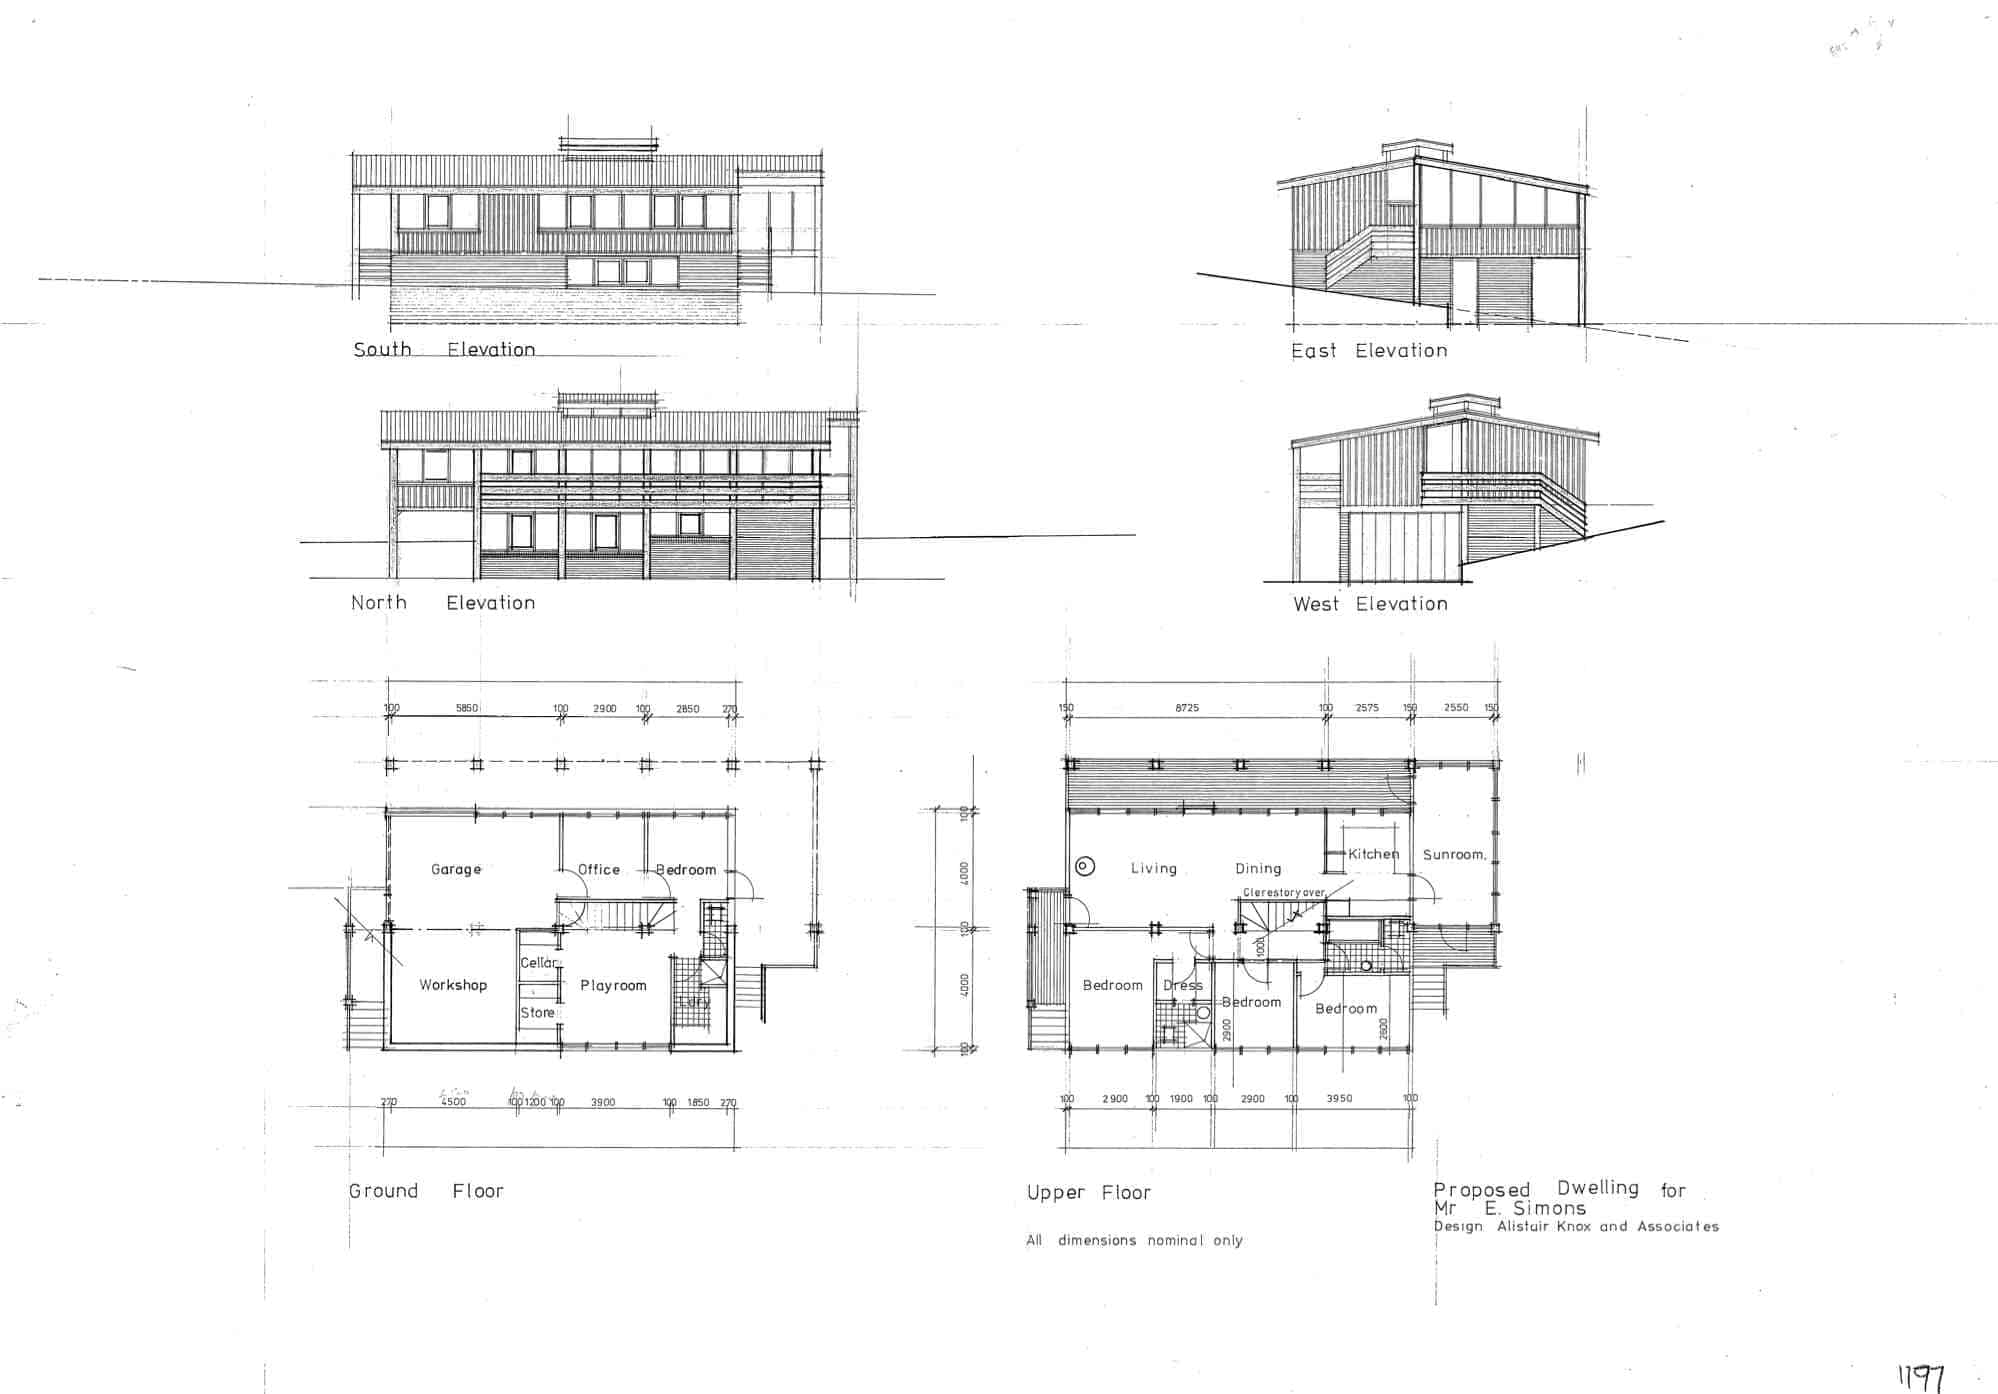 South Elevation
East Elevation
North Elevation
West Elevation
100 5850 100 2900 100 2850 270
150 8725 100 2575 150 2550 150
Garage
Office
Bedroom
Workshop
Cellar
Store
Playroom
Ldry
100
4000
100
4000
100
Living
Dining
Kitchen
Sunroom.
Clerestory over
1000
Bedroom
Dress
Bedroom
Bedroom
2900
2600
270 4500 100 1200 100 3900 100 1850 270
100 2900 100 1900 100 2900 100 3950 100
Ground Floor
Upper Floor
All dimensions nominal only
Proposed Dwelling for
Mr E. Simons
Design Alistair Knox and Associates
1197